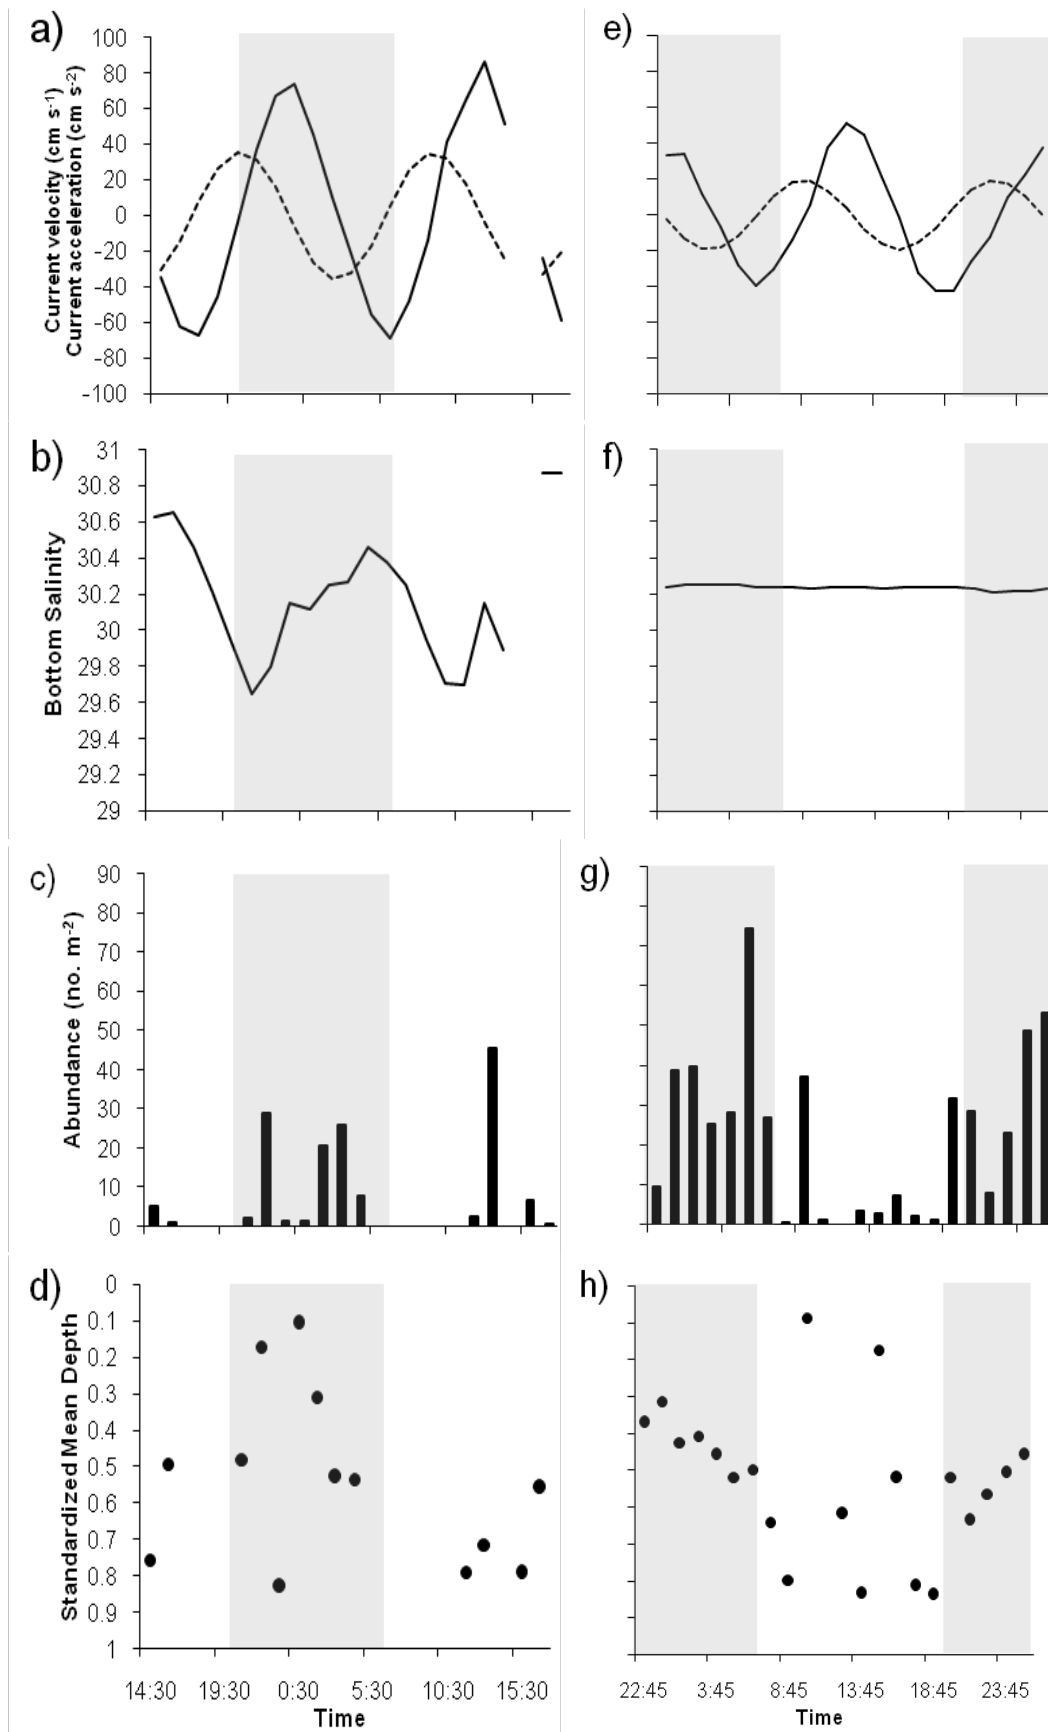 a)
Current velocity (cm s-1)
Current acceleration (cm s-2)
100
80
60
40
20
0
-20
-40
-60
-80
-100
e)
b)
Bottom Salinity
31
30.8
30.6
30.4
30.2
30
29.8
29.6
29.4
29.2
29
f)
c)
Abundance (no. m-2)
90
80
70
60
50
40
30
20
10
0
g)
d)
Standardized Mean Depth
0
0.1
0.2
0.3
0.4
0.5
0.6
0.7
0.8
0.9
1
14:30 19:30 0:30 5:30 10:30 15:30
Time
h)
22:45 3:45 8:45 13:45 18:45 23:45
Time